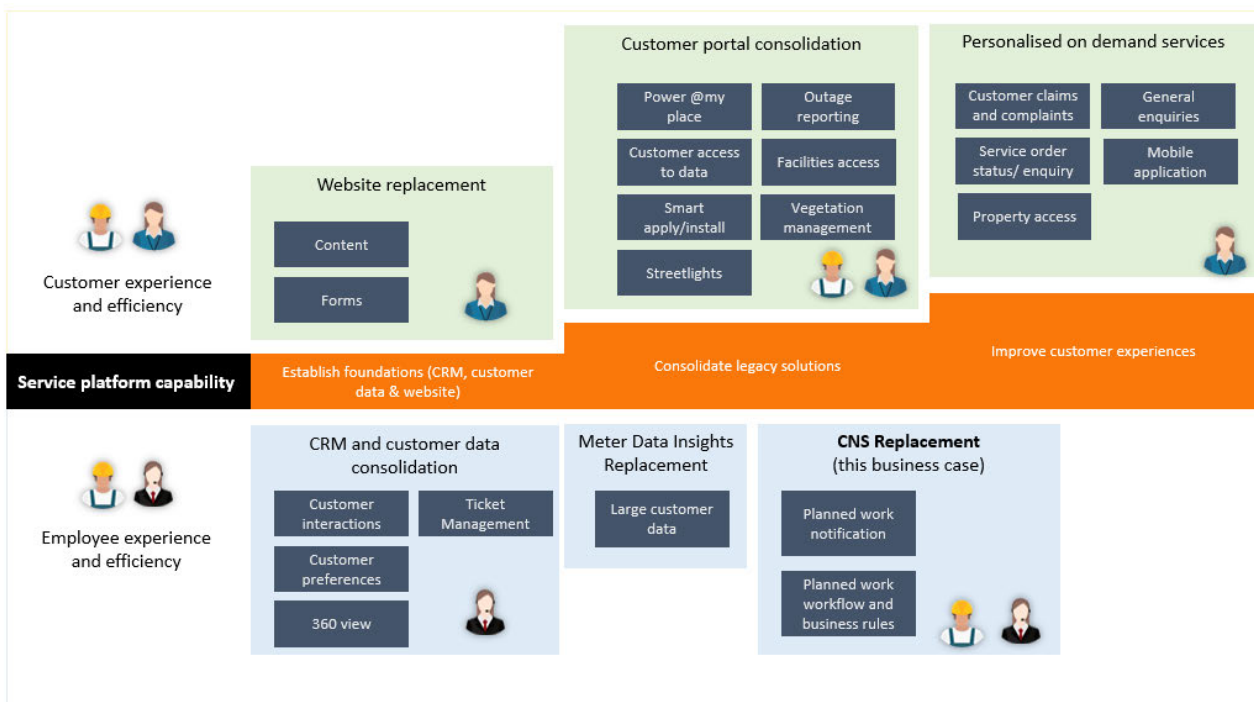 Customer portal consolidation
Power @my
place
Outage
reporting
Customer access
to data
Facilities access
Smart
apply/install
Vegetation
management
Streetlights
Personalised on demand services
Customer claims
and complaints
General
enquiries
Service order
status/ enquiry
Mobile
application
Property access
Website replacement
Content
Forms
Customer experience
and efficiency
Service platform capability
Establish foundations (CRM, customer
data & website)
Consolidate legacy solutions
Improve customer experiences
Employee experience
and efficiency
CRM and customer data
consolidation
Customer
interactions
Ticket
Management
Customer
preferences
360 view
Meter Data Insights
Replacement
Large customer
data
CNS Replacement
(this business case)
Planned work
notification
Planned work
workflow and
business rules